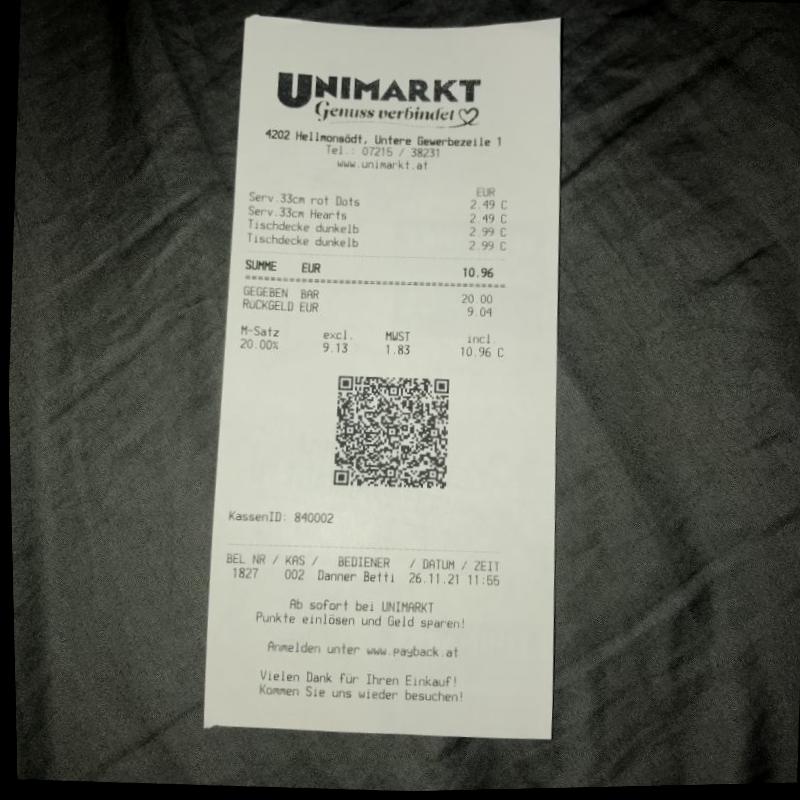 UNIMARKT
Genuss verbindet
4202 Hellmonsödt, Untere Gewerbezeile 1
Tel.: 07215 / 38231
www.unimarkt.at
EUR
Serv.33cm rot Dots 2.49 C
Serv.33cm Hearts 2.49 C
Tischdecke dunkelb 2.99 C
Tischdecke dunkelb 2.99 C
SUMME EUR 10.96
GEGEBEN BAR 20.00
RÜCKGELD EUR 9.04
M-Satz excl. MWST incl.
20.00% 9.13 1.83 10.96 C
KassenID: 840002
BEL NR / KAS / BEDIENER / DATUM / ZEIT
1827 002 Danner Betti 26.11.21 11:55
Ab sofort bei UNIMARKT
Punkte einlösen und Geld sparen!
Anmelden unter www.payback.at
Vielen Dank für Ihren Einkauf!
Kommen Sie uns wieder besuchen!